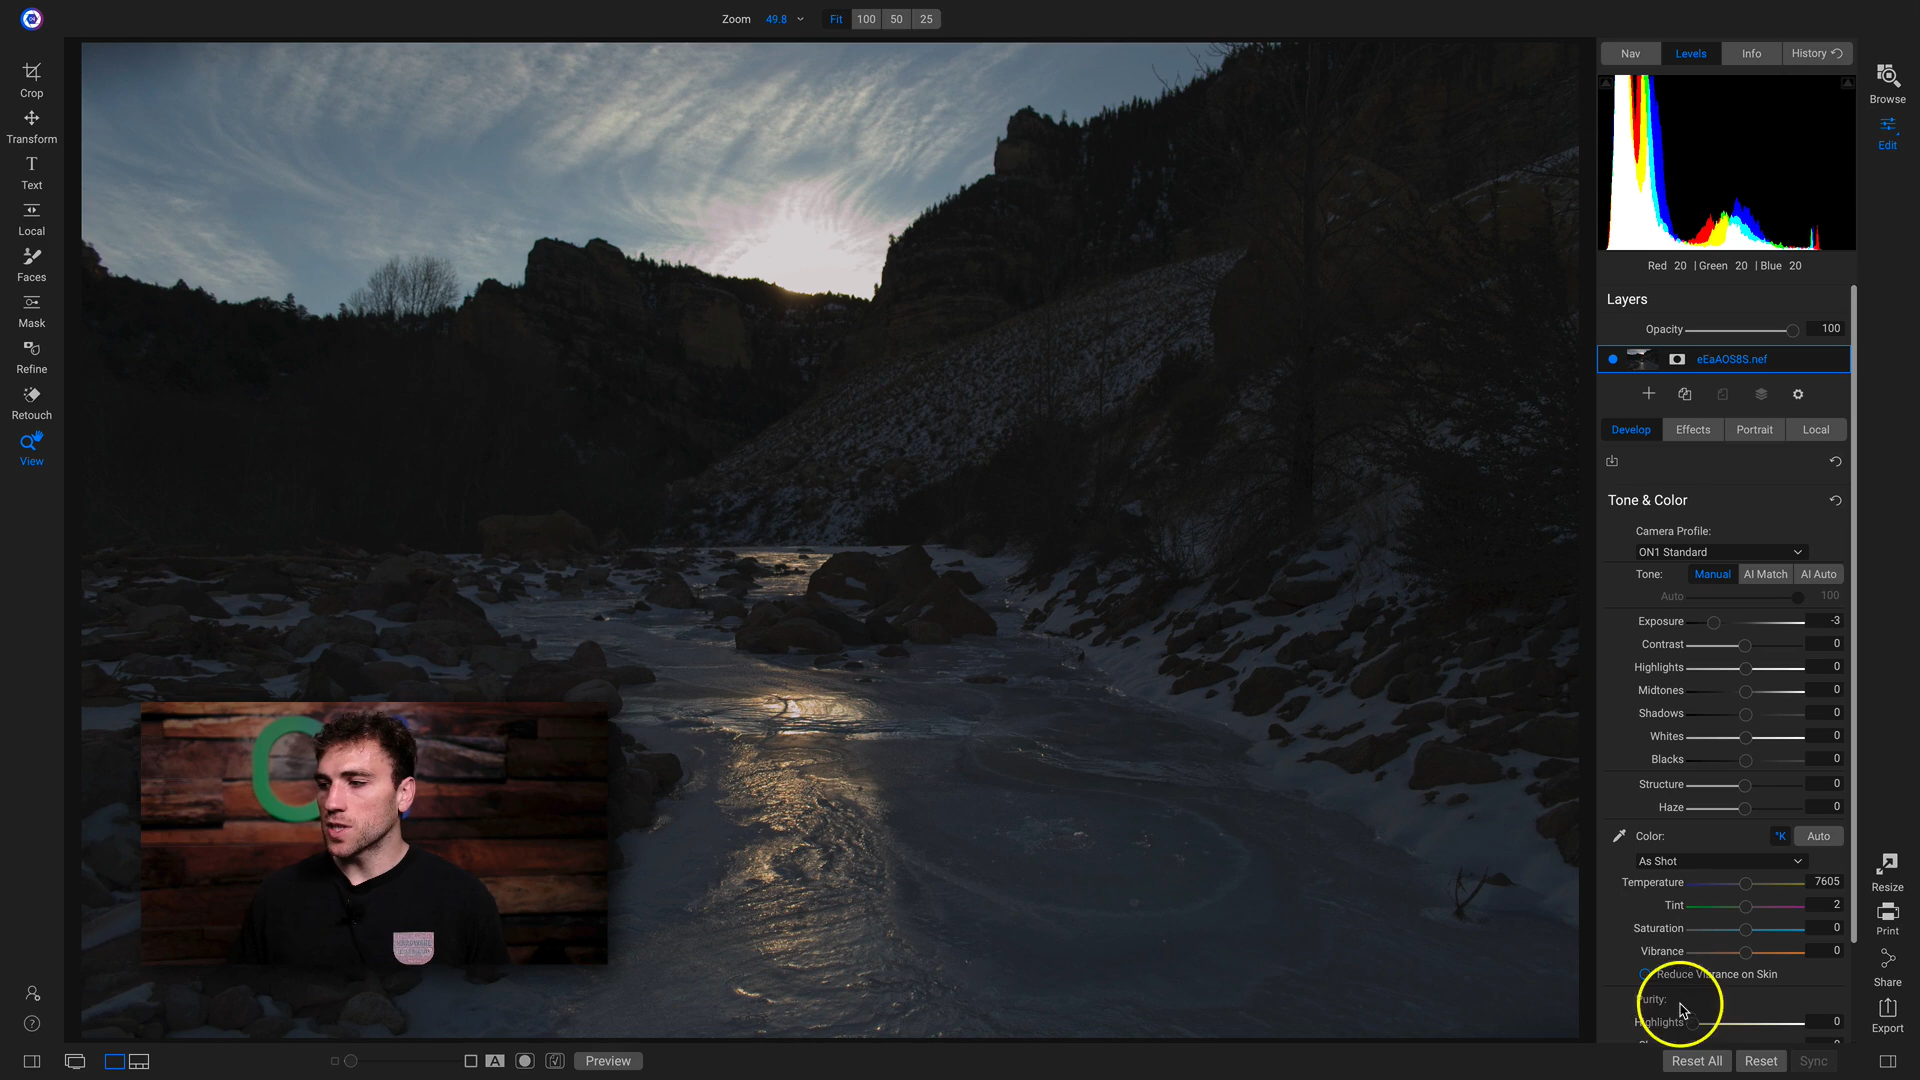 Zoom 49.8 Fit 100 50 25
Crop
Transform
Text
Local
Faces
Mask
Refine
Retouch
View
Nav Levels Info History
Browse
Edit
Red 20 | Green 20 | Blue 20
Layers
Opacity 100
eEaAOS8S.nef
Develop Effects Portrait Local
Tone & Color
Camera Profile:
ON1 Standard
Tone: Manual AI Match AI Auto
Auto 100
Exposure -3
Contrast 0
Highlights 0
Midtones 0
Shadows 0
Whites 0
Blacks 0
Structure 0
Haze 0
Color: °K Auto
As Shot
Temperature 7605
Tint 2
Saturation 0
Vibrance 0
Reduce Vibrance on Skin
Purity:
Highlights 0
Resize
Print
Share
Export
A Preview
Reset All Reset Sync